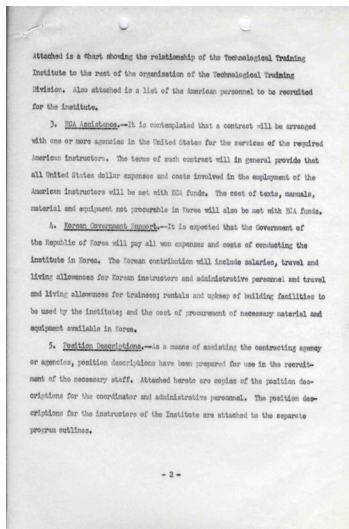 Attached is a Chart showing the relationship of the Technological Training
Institute to the rest of the organization of the Technological Training
Division. Also attached is a list of the American personnel to be recruited
for the institute.
3. ECA Assistance.--It is contemplated that a contract will be arranged
with one or more agencies in the United States for the services of the required
American instructors. The terms of such contract will in general provide that
all United States dollar expenses and costs involved in the employment of the
American instructors will be met with ECA funds. The cost of texts, manuals,
material and equipment not procurable in Korea will also be met with ECA funds.
4. Korean Government Support.--It is expected that the Government of
the Republic of Korea will pay all won expenses and costs of conducting the
institute in Korea. The Korean contribution will include salaries, travel and
living allowances for Korean instructors and administrative personnel and travel
and living allowances for trainees; rentals and upkeep of building facilities to
be used by the institute; and the cost of procurement of necessary material and
equipment available in Korea.
5. Position Descriptions.--As a means of assisting the contracting agency
or agencies, position descriptions have been prepared for use in the recruit-
ment of the necessary staff. Attached hereto are copies of the position des-
criptions for the coordinator and administrative personnel. The position des-
criptions for the instructors of the Institute are attached to the separate
program outlines.
- 2 -